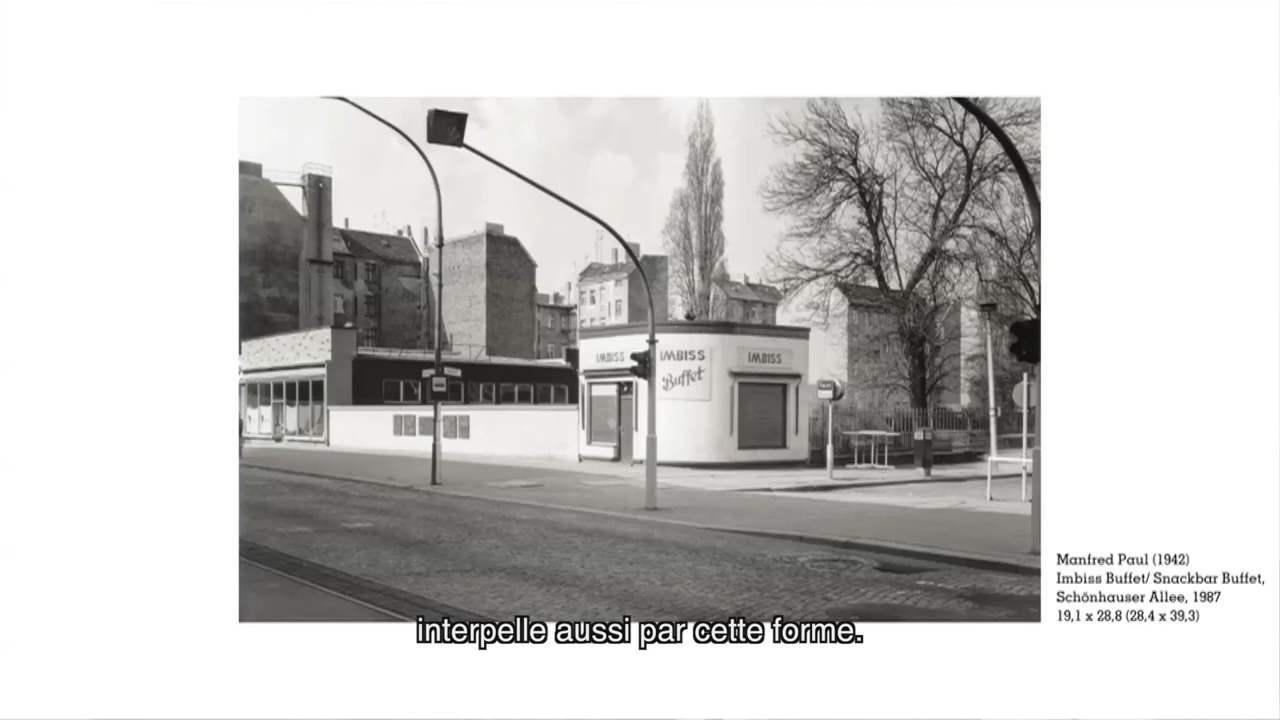 IMBISS
IMBISS
Buffet
IMBISS
Manfred Paul (1942)
Imbiss Buffet/ Snackbar Buffet,
Schönhauser Allee, 1987
19,1 x 28,8 (28,4 x 39,3)
interpelle aussi par cette forme.